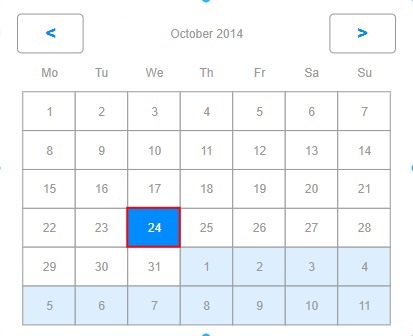 < October 2014 >
Mo Tu We Th Fr Sa Su
1 2 3 4 5 6 7
8 9 10 11 12 13 14
15 16 17 18 19 20 21
22 23 24 25 26 27 28
29 30 31 1 2 3 4
5 6 7 8 9 10 11